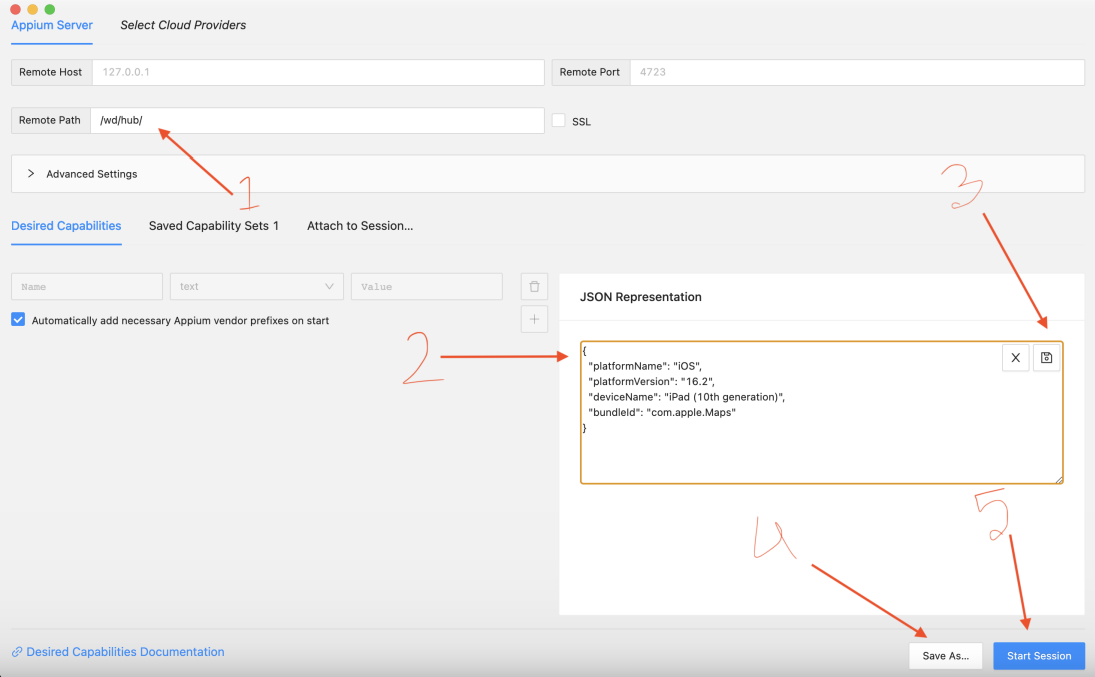 Appium Server Select Cloud Providers
Remote Host 127.0.0.1 Remote Port 4723
Remote Path /wd/hub/ SSL
Advanced Settings
1
3
Desired Capabilities Saved Capability Sets 1 Attach to Session...
Name text Value
JSON Representation
Automatically add necessary Appium vendor prefixes on start
2
{
"platformName": "iOS",
"platformVersion": "16.2",
"deviceName": "iPad (10th generation)",
"bundleId": "com.apple.Maps"
}
X
4
5
Desired Capabilities Documentation Save As... Start Session